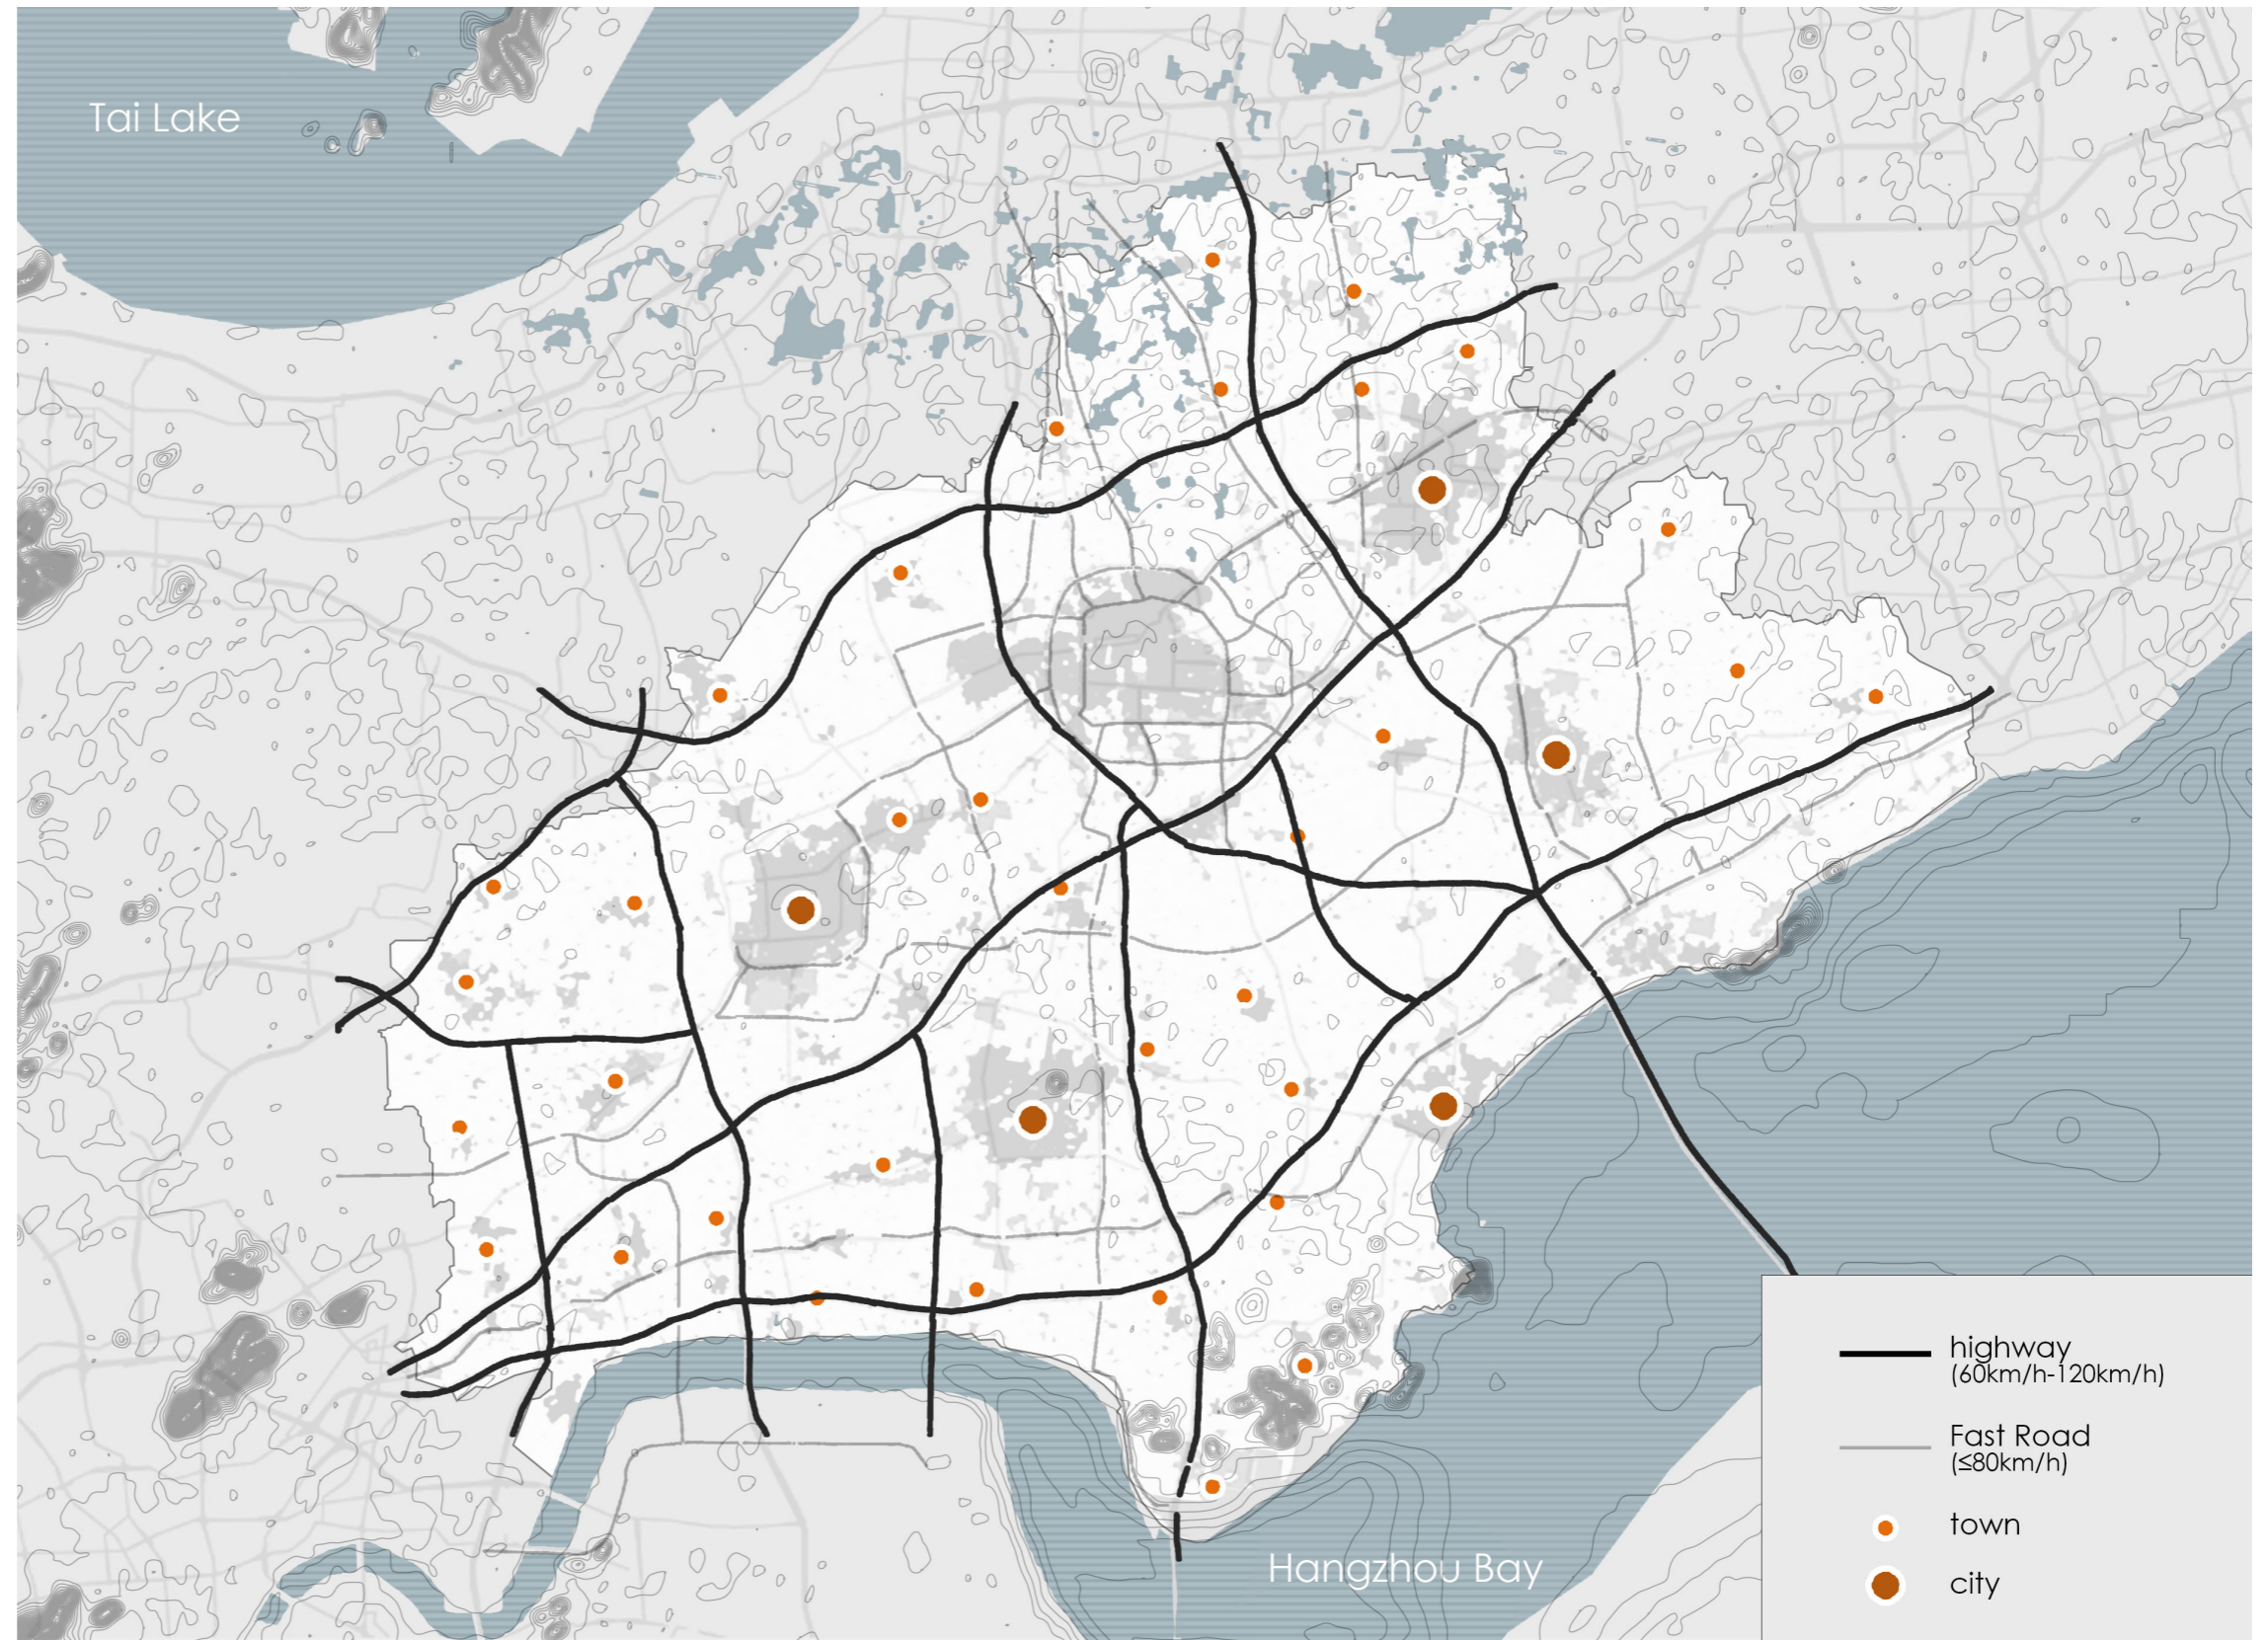 Tai Lake
Hangzhou Bay
highway
(60km/h-120km/h)
Fast Road
(≤80km/h)
town
city